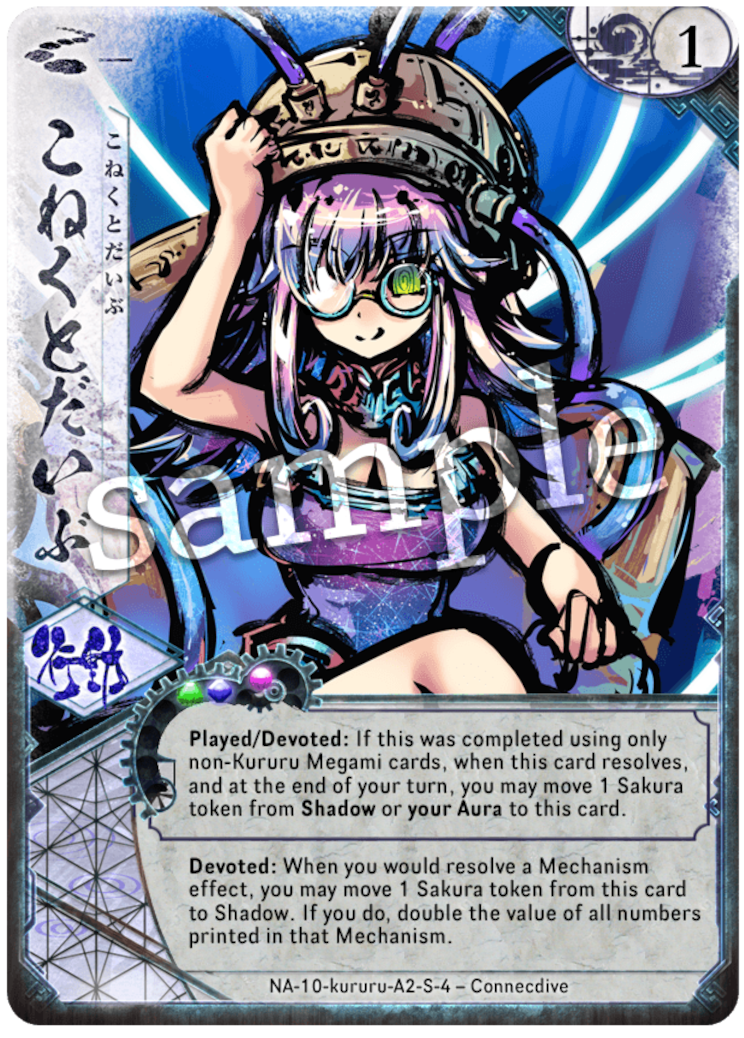 1
こねくとだいぶ
こねくとだいぶ
行
付
sample
Played/Devoted: If this was completed using only
non-Kururu Megami cards, when this card resolves,
and at the end of your turn, you may move 1 Sakura
token from Shadow or your Aura to this card.
Devoted: When you would resolve a Mechanism
effect, you may move 1 Sakura token from this card
to Shadow. If you do, double the value of all numbers
printed in that Mechanism.
NA-10-kururu-A2-S-4 – Connecdive